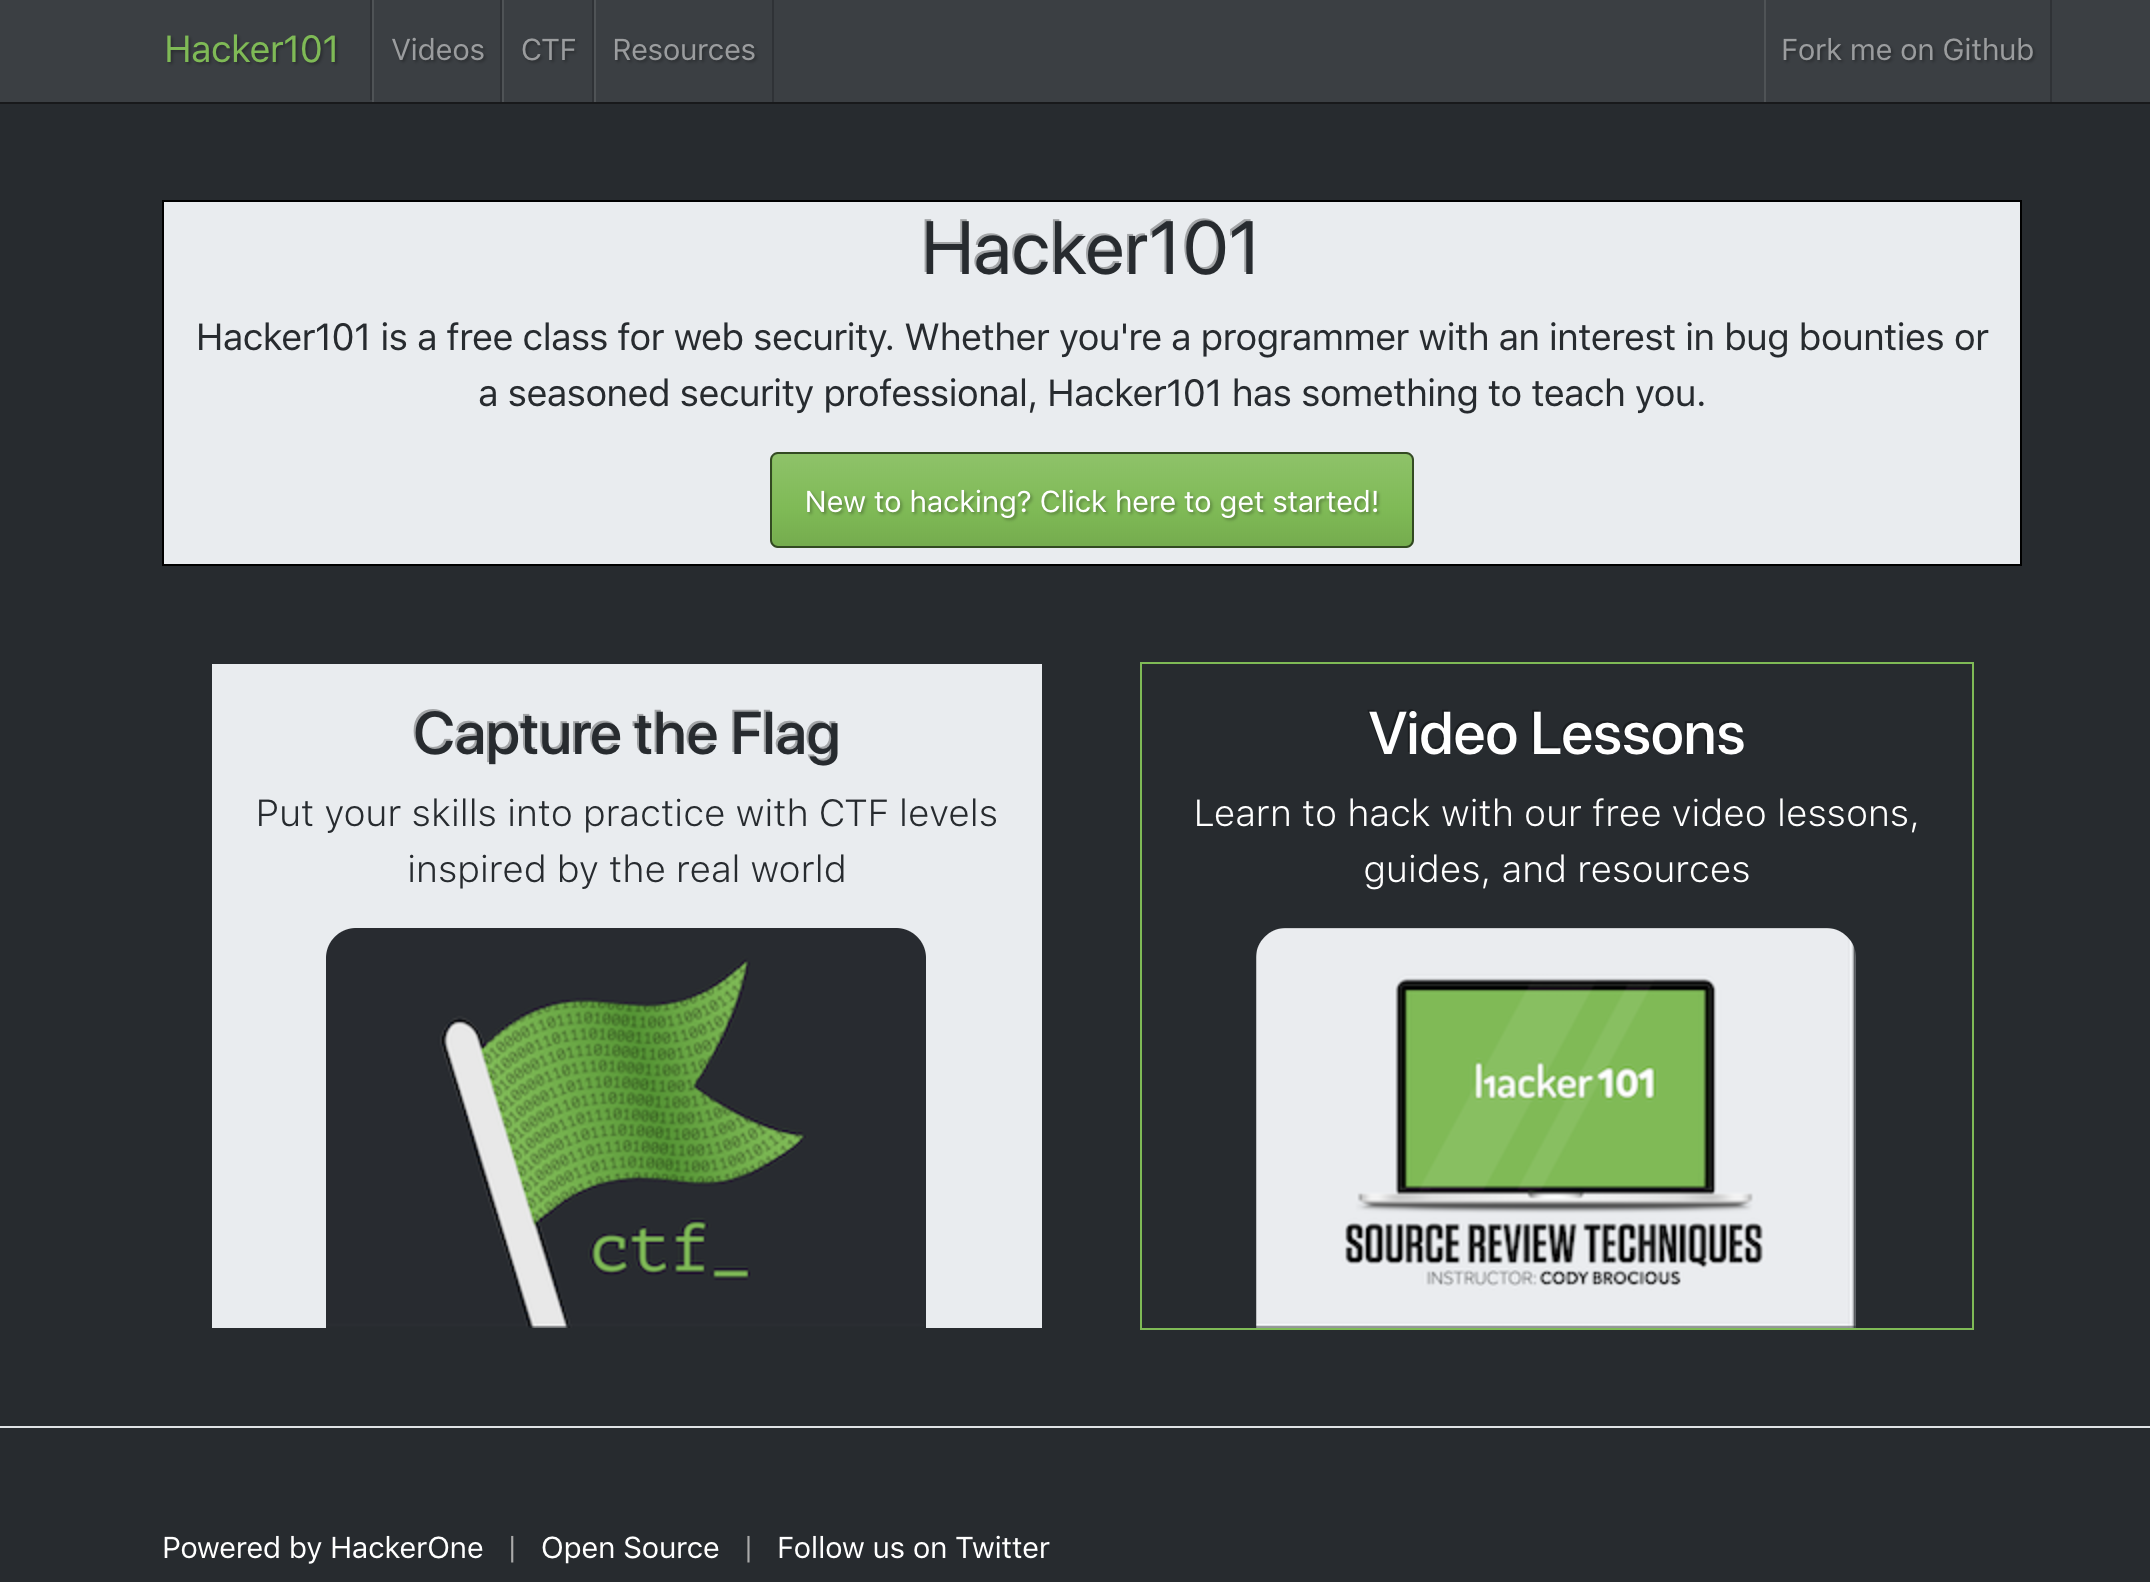 Hacker101
Videos
CTF
Resources
Fork me on Github
Hacker101
Hacker101 is a free class for web security. Whether you're a programmer with an interest in bug bounties or
a seasoned security professional, Hacker101 has something to teach you.
New to hacking? Click here to get started!
Capture the Flag
Put your skills into practice with CTF levels
inspired by the real world
ctf_
Video Lessons
Learn to hack with our free video lessons,
guides, and resources
hacker101
SOURCE REVIEW TECHNIQUES
INSTRUCTOR: CODY BROCIOUS
Powered by HackerOne | Open Source | Follow us on Twitter